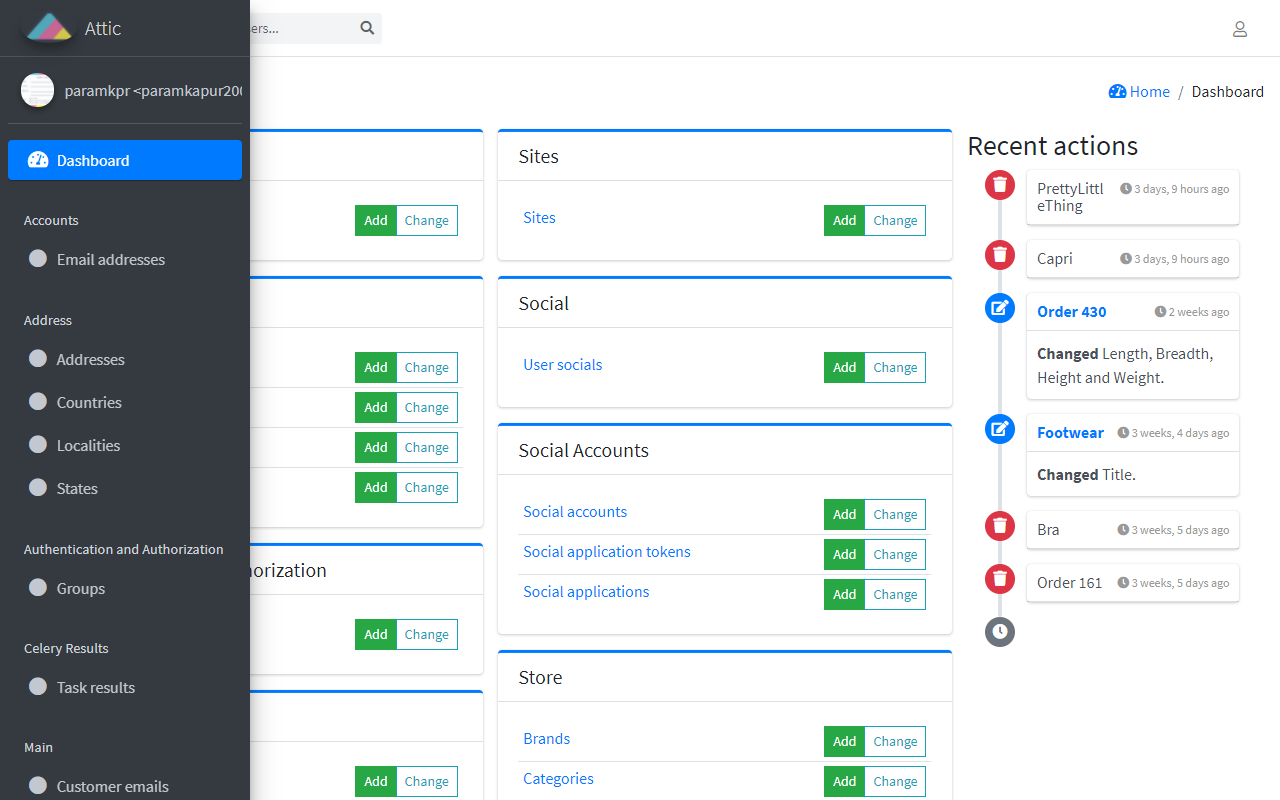 Attic
paramkpr <paramkapur200
Dashboard
Accounts
Email addresses
Address
Addresses
Countries
Localities
States
Authentication and Authorization
Groups
Celery Results
Task results
Main
Customer emails
ers...
Home / Dashboard
Add Change
Add Change
Add Change
Add Change
Add Change
horization
Add Change
Add Change
Sites
Sites Add Change
Social
User socials Add Change
Social Accounts
Social accounts Add Change
Social application tokens Add Change
Social applications Add Change
Store
Brands Add Change
Categories Add Change
Recent actions
PrettyLittl 3 days, 9 hours ago
eThing
Capri 3 days, 9 hours ago
Order 430 2 weeks ago
Changed Length, Breadth,
Height and Weight.
Footwear 3 weeks, 4 days ago
Changed Title.
Bra 3 weeks, 5 days ago
Order 161 3 weeks, 5 days ago